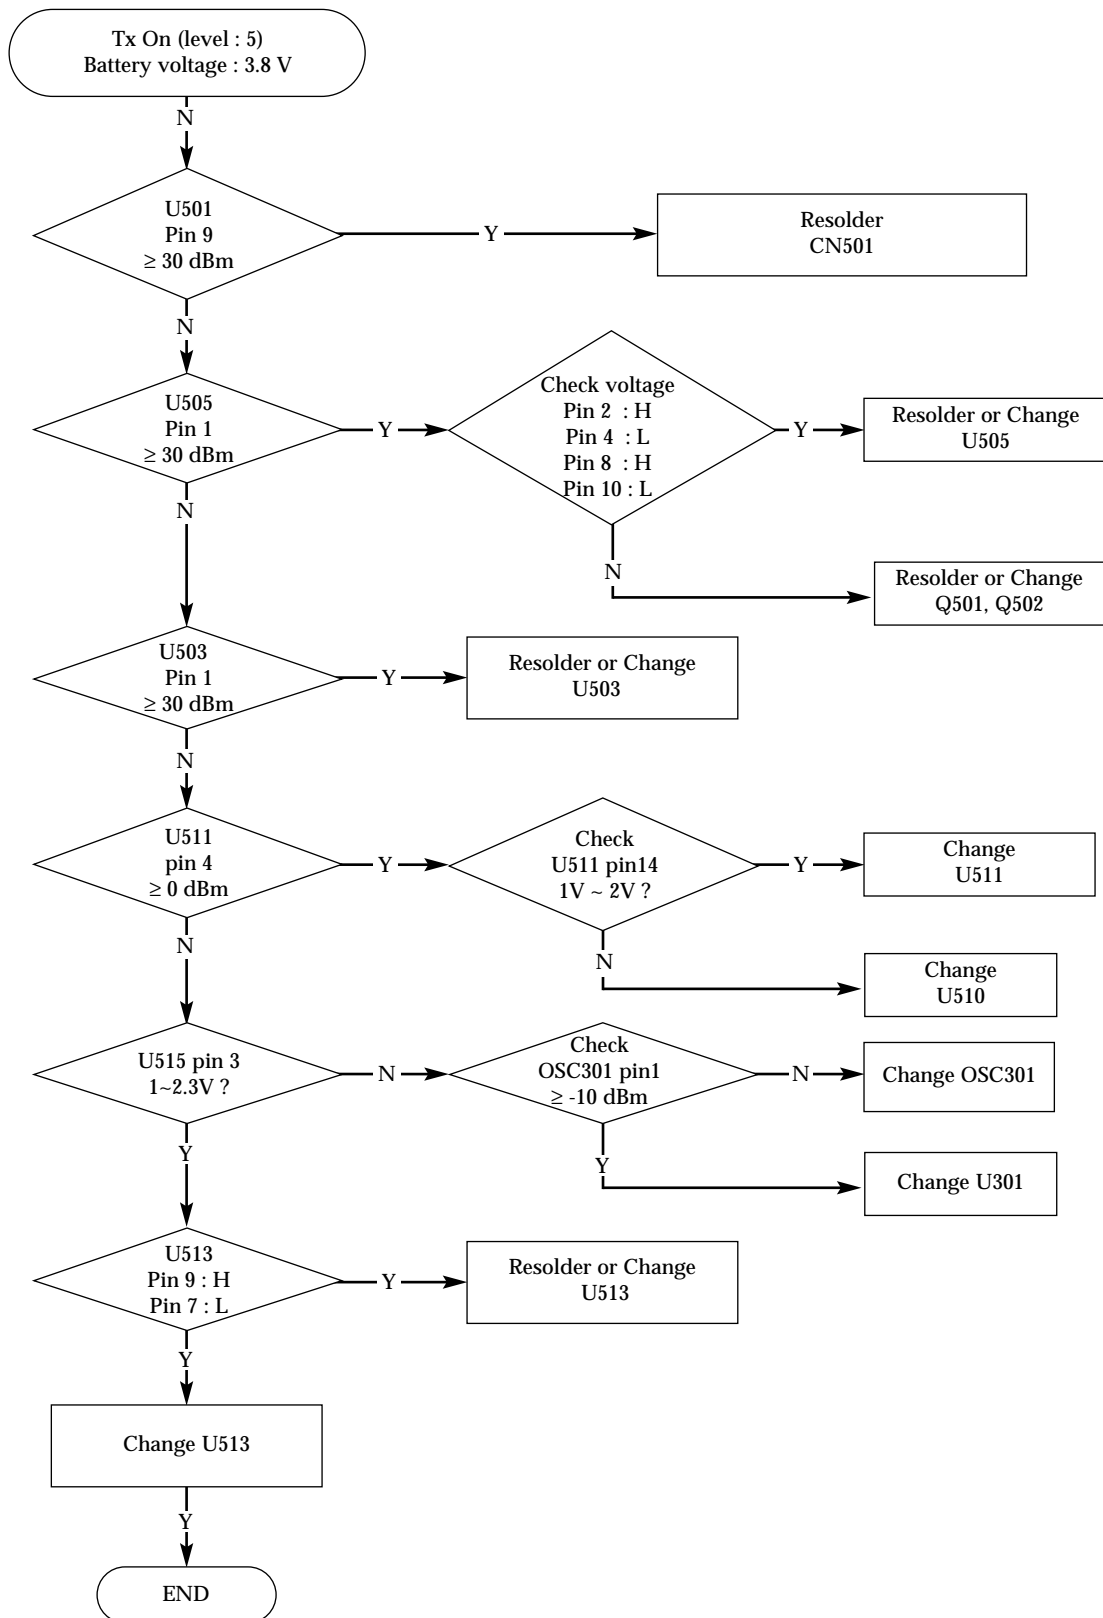 Tx On (level : 5)
Battery voltage : 3.8 V
N
U501
Pin 9
≥ 30 dBm
Y
Resolder
CN501
N
U505
Pin 1
≥ 30 dBm
Y
Check voltage
Pin 2 : H
Pin 4 : L
Pin 8 : H
Pin 10 : L
Y
Resolder or Change
U505
N
N
Resolder or Change
Q501, Q502
U503
Pin 1
≥ 30 dBm
Y
Resolder or Change
U503
N
U511
pin 4
≥ 0 dBm
Y
Check
U511 pin14
1V ~ 2V ?
Y
Change
U511
N
N
Change
U510
U515 pin 3
1~2.3V ?
N
Check
OSC301 pin1
≥ -10 dBm
N
Change OSC301
Y
Y
Change U301
U513
Pin 9 : H
Pin 7 : L
Y
Resolder or Change
U513
Y
Change U513
Y
END